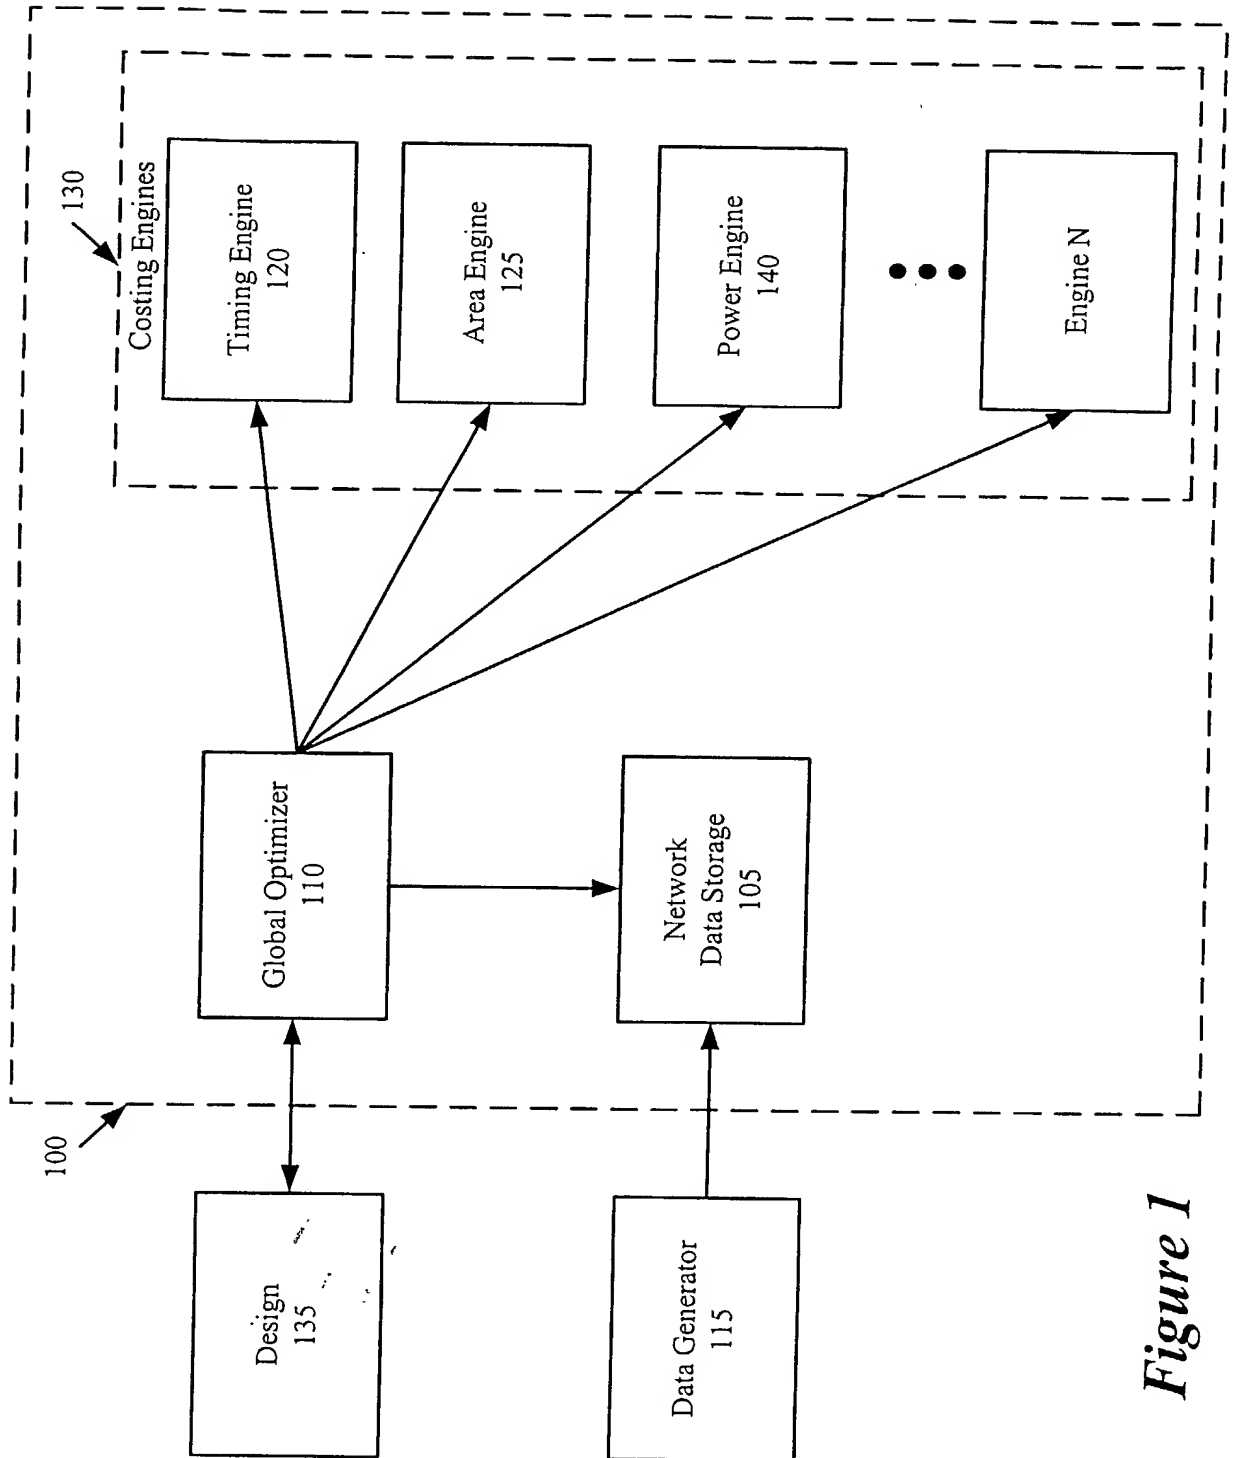 130
Costing Engines
Timing Engine
120
Area Engine
125
Power Engine
140
Engine N
Global Optimizer
110
Network
Data Storage
105
100
Design
135
Data Generator
115
Figure 1